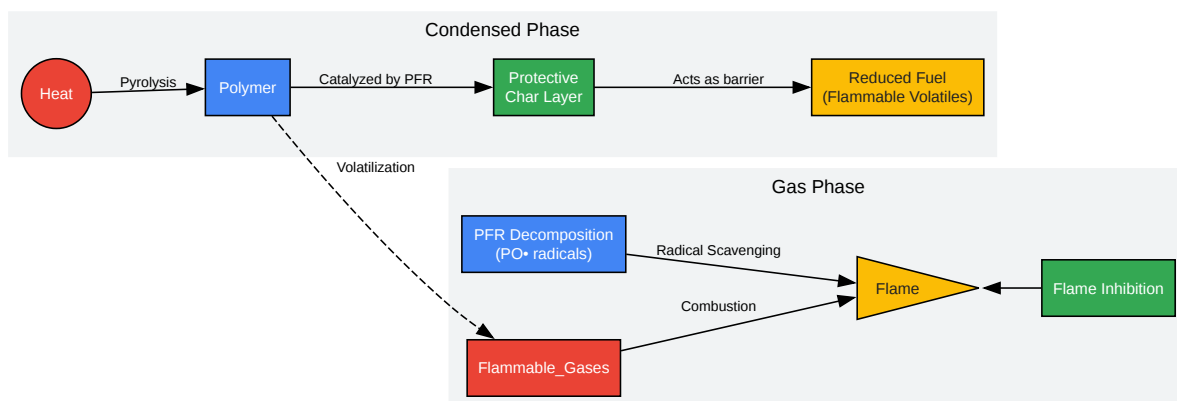 Condensed Phase
Heat
Pyrolysis
Polymer
Catalyzed by PFR
Protective
Char Layer
Acts as barrier
Reduced Fuel
(Flammable Volatiles)
Volatilization
Gas Phase
PFR Decomposition
(PO• radicals)
Radical Scavenging
Flame
Flame Inhibition
Combustion
Flammable_Gases